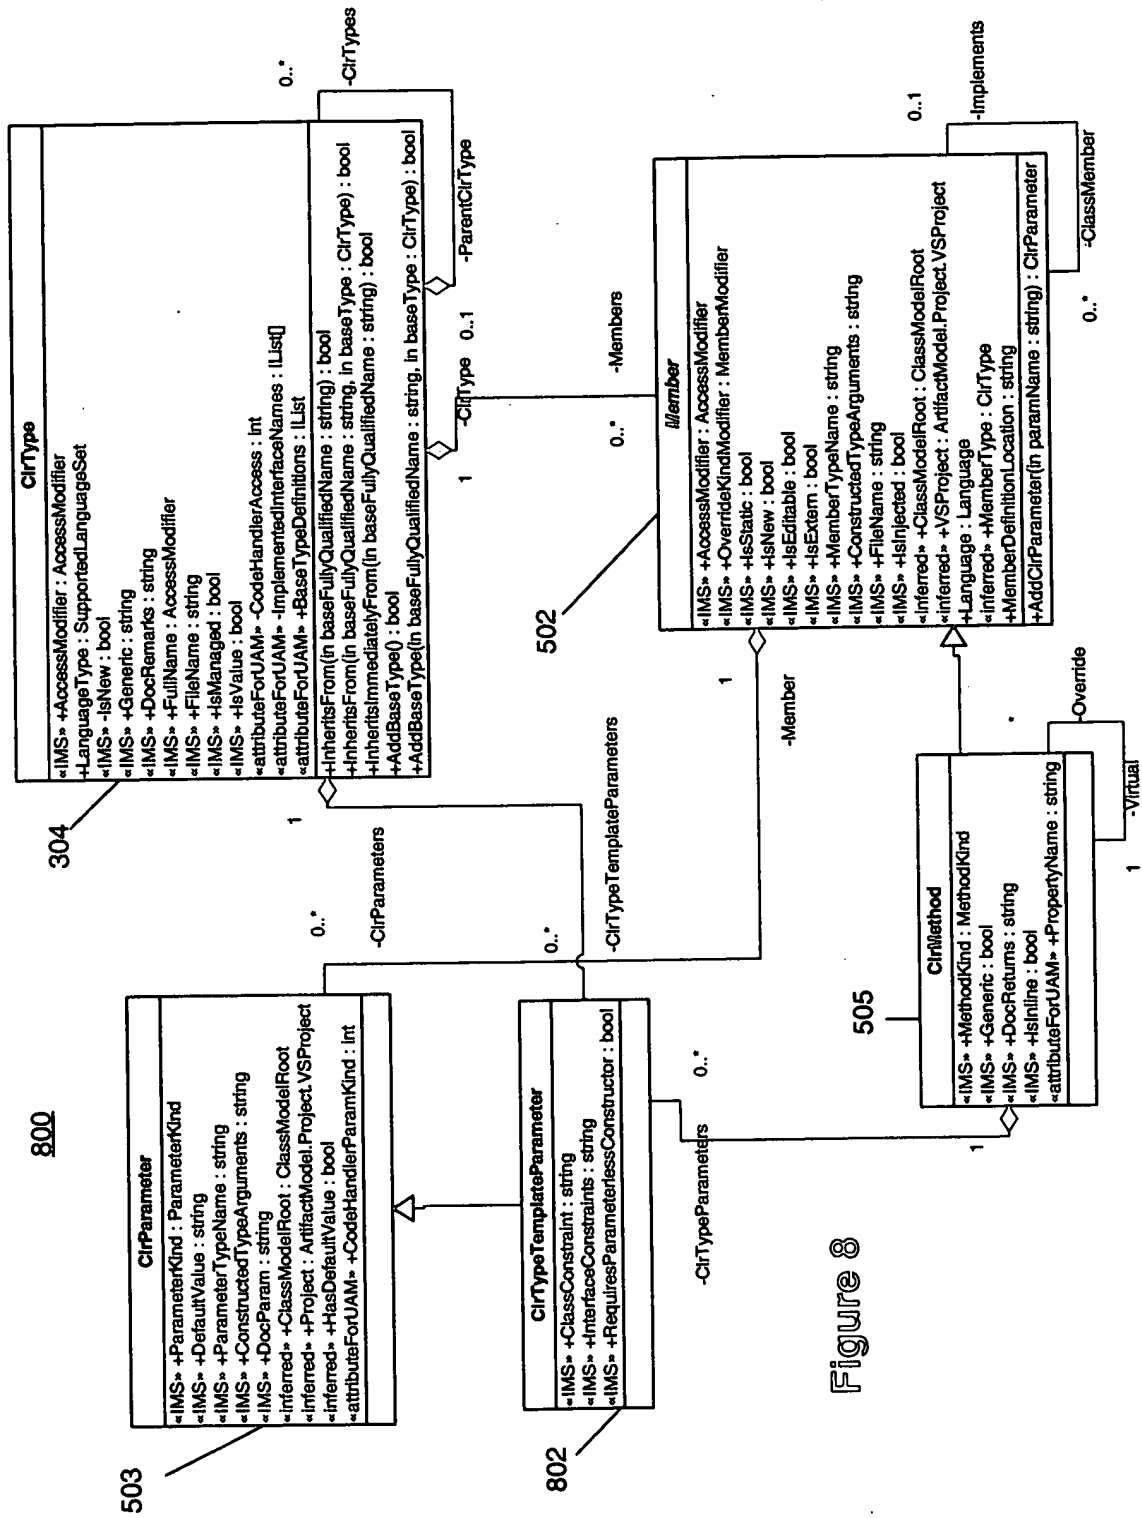 800
ClrType
«IMS» +AccessModifier : AccessModifier
+LanguageType : SupportedLanguageSet
«IMS» -IsNew : bool
«IMS» +Generic : string
«IMS» +DocRemarks : string
«IMS» +FullName : AccessModifier
«IMS» +FileName : string
«IMS» +IsManaged : bool
«IMS» +IsValue : bool
«attributeForUAM» -CodeHandlerAccess : int
«attributeForUAM» -ImplementedInterfaceNames : IList[]
«attributeForUAM» +BaseTypeDefinitions : IList
+InheritsFrom(in baseFullyQualifiedName : string) : bool
+InheritsFrom(in baseFullyQualifiedName : string, in baseType : ClrType) : bool
+InheritsImmediatelyFrom(in baseFullyQualifiedName : string) : bool
+AddBaseType() : bool
+AddBaseType(in baseFullyQualifiedName : string, in baseType : ClrType) : bool
304
0..*
-ClrTypes
-ParentClrType
0..1
-ClrType
1
1
-Members
0..*
ClrParameter
«IMS» +ParameterKind : ParameterKind
«IMS» +DefaultValue : string
«IMS» +ParameterTypeName : string
«IMS» +ConstructedTypeArguments : string
«IMS» +DocParam : string
«inferred» +ClassModelRoot : ClassModelRoot
«inferred» +Project : ArtifactModel.Project.VSProject
«inferred» +HasDefaultValue : bool
«attributeForUAM» +CodeHandlerParamKind : int
503
0..*
-ClrParameters
0..*
-ClrTypeTemplateParameters
ClrTypeTemplateParameter
«IMS» +ClassConstraint : string
«IMS» +InterfaceConstraints : string
«IMS» +RequiresParameterlessConstructor : bool
802
0..*
-ClrTypeParameters
Member
«IMS» +AccessModifier : AccessModifier
«IMS» +OverrideKindModifier : MemberModifier
«IMS» +IsStatic : bool
«IMS» +IsNew : bool
«IMS» +IsEditable : bool
«IMS» +IsExtern : bool
«IMS» +MemberTypeName : string
«IMS» +ConstructedTypeArguments : string
«IMS» +FileName : string
«IMS» +IsInjected : bool
«inferred» +ClassModelRoot : ClassModelRoot
«inferred» +VSProject : ArtifactModel.Project.VSProject
+Language : Language
«inferred» +MemberType : ClrType
+MemberDefinitionLocation : string
+AddClrParameter(in paramName : string) : ClrParameter
502
1
-Member
0..1
-Implements
-ClassMember
0..*
ClrMethod
«IMS» +MethodKind : MethodKind
«IMS» +Generic : bool
«IMS» +DocReturns : string
«IMS» +IsInline : bool
«attributeForUAM» +PropertyName : string
505
1
-Override
-Virtual
1
Figure 8